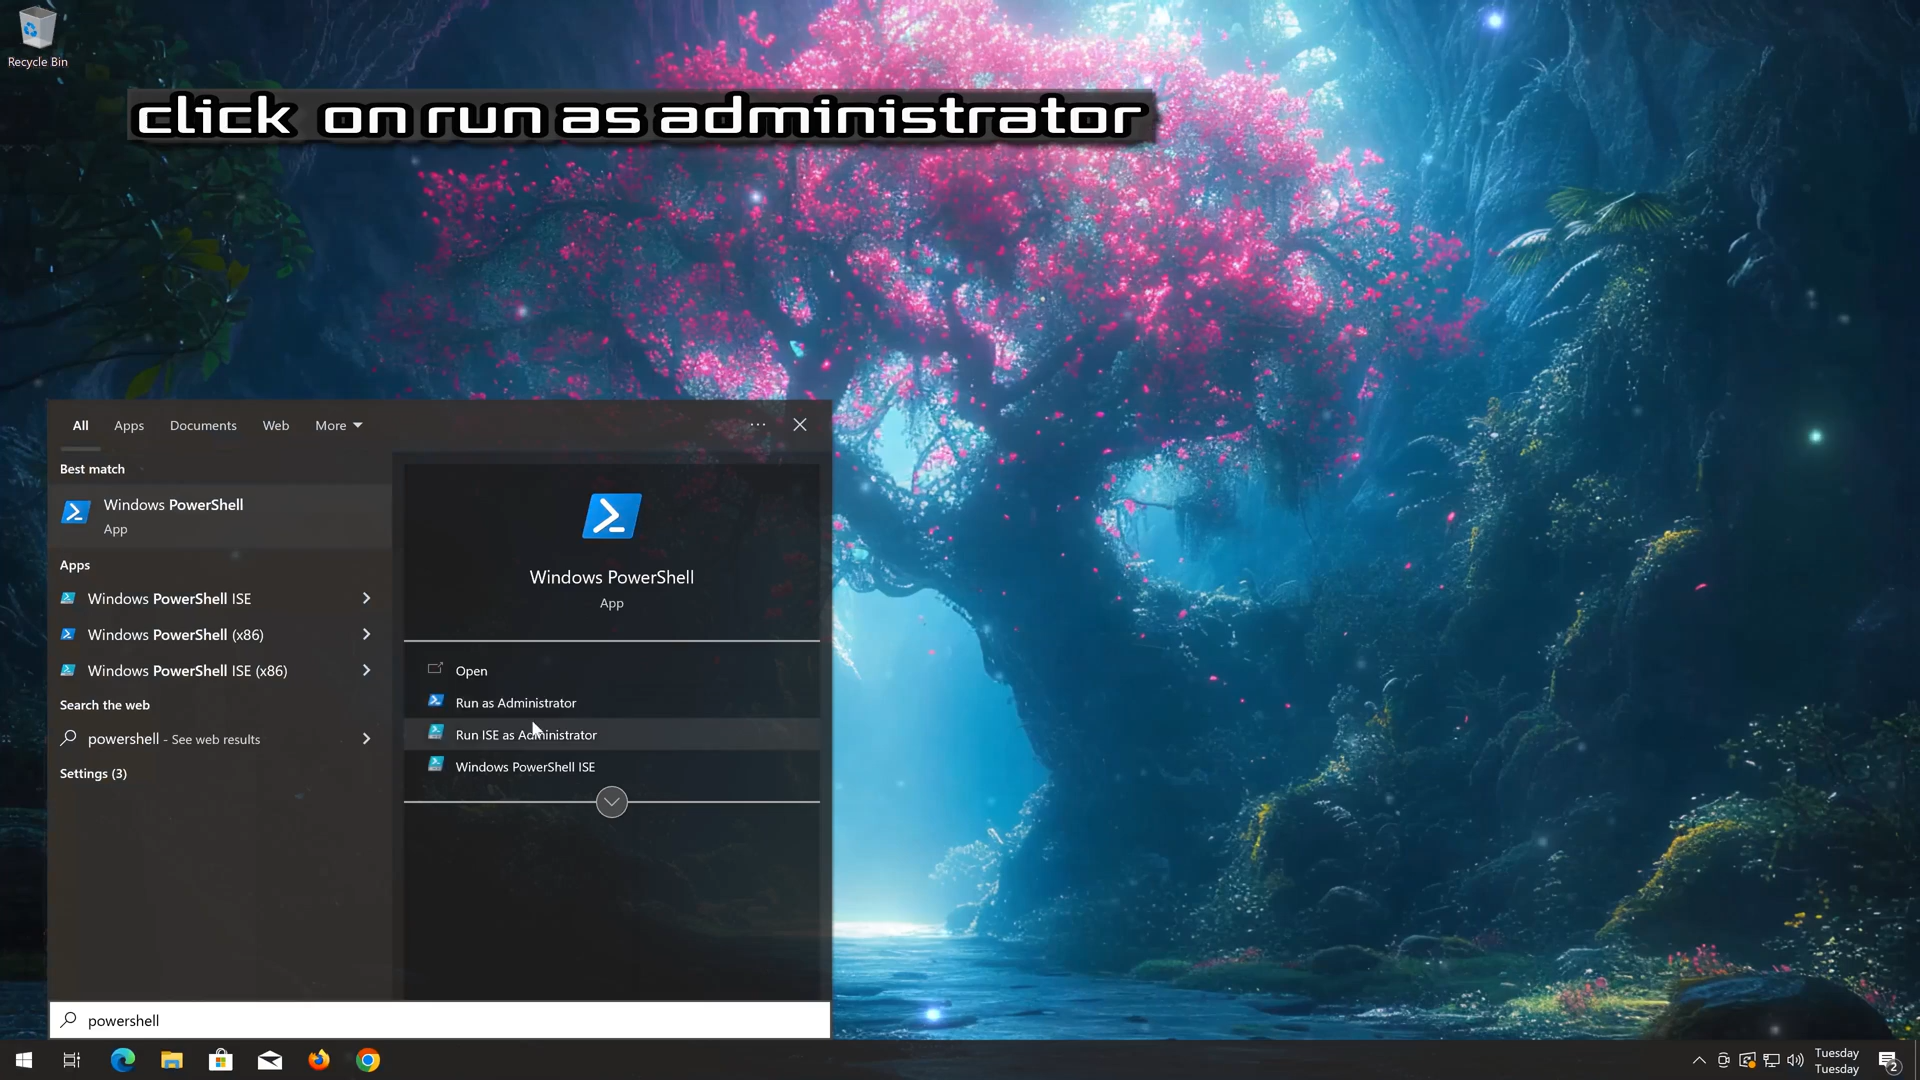 Recycle Bin
click on run as administrator
All Apps Documents Web More
Best match
Windows PowerShell
App
Apps
Windows PowerShell ISE
Windows PowerShell (x86)
Windows PowerShell ISE (x86)
Search the web
powershell - See web results
Settings (3)
Windows PowerShell
App
Open
Run as Administrator
Run ISE as Administrator
Windows PowerShell ISE
powershell
Tuesday
Tuesday
2